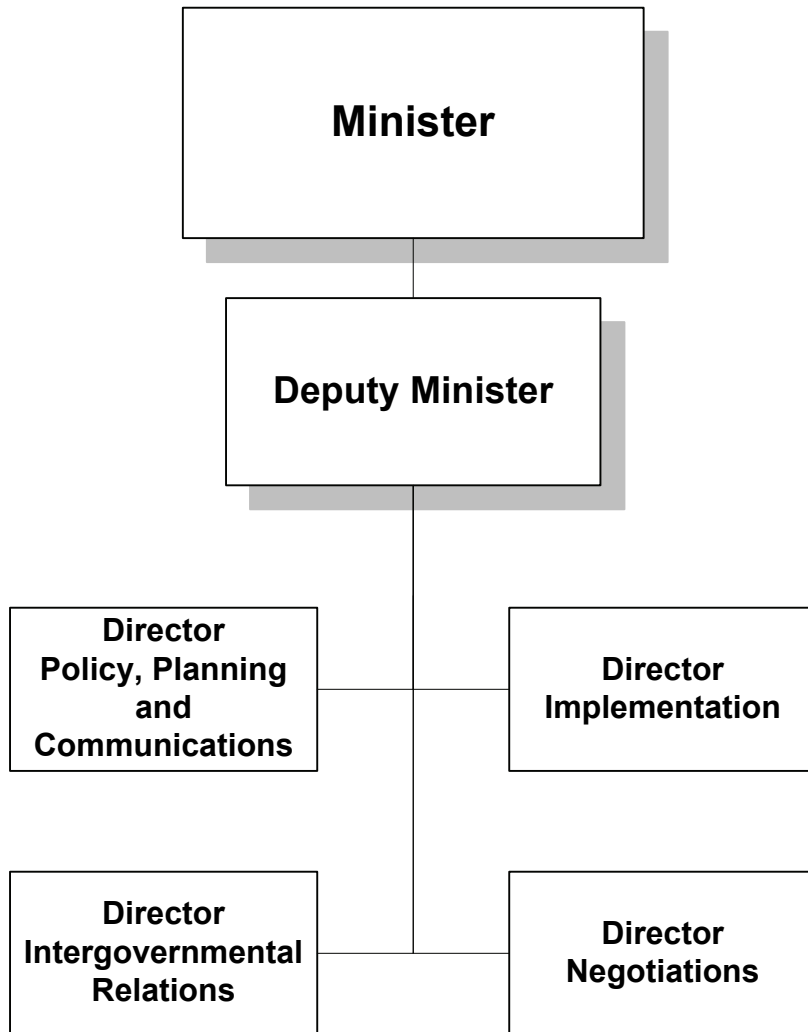 Minister
Deputy Minister
Director
Policy, Planning
and
Communications
Director
Implementation
Director
Intergovernmental
Relations
Director
Negotiations